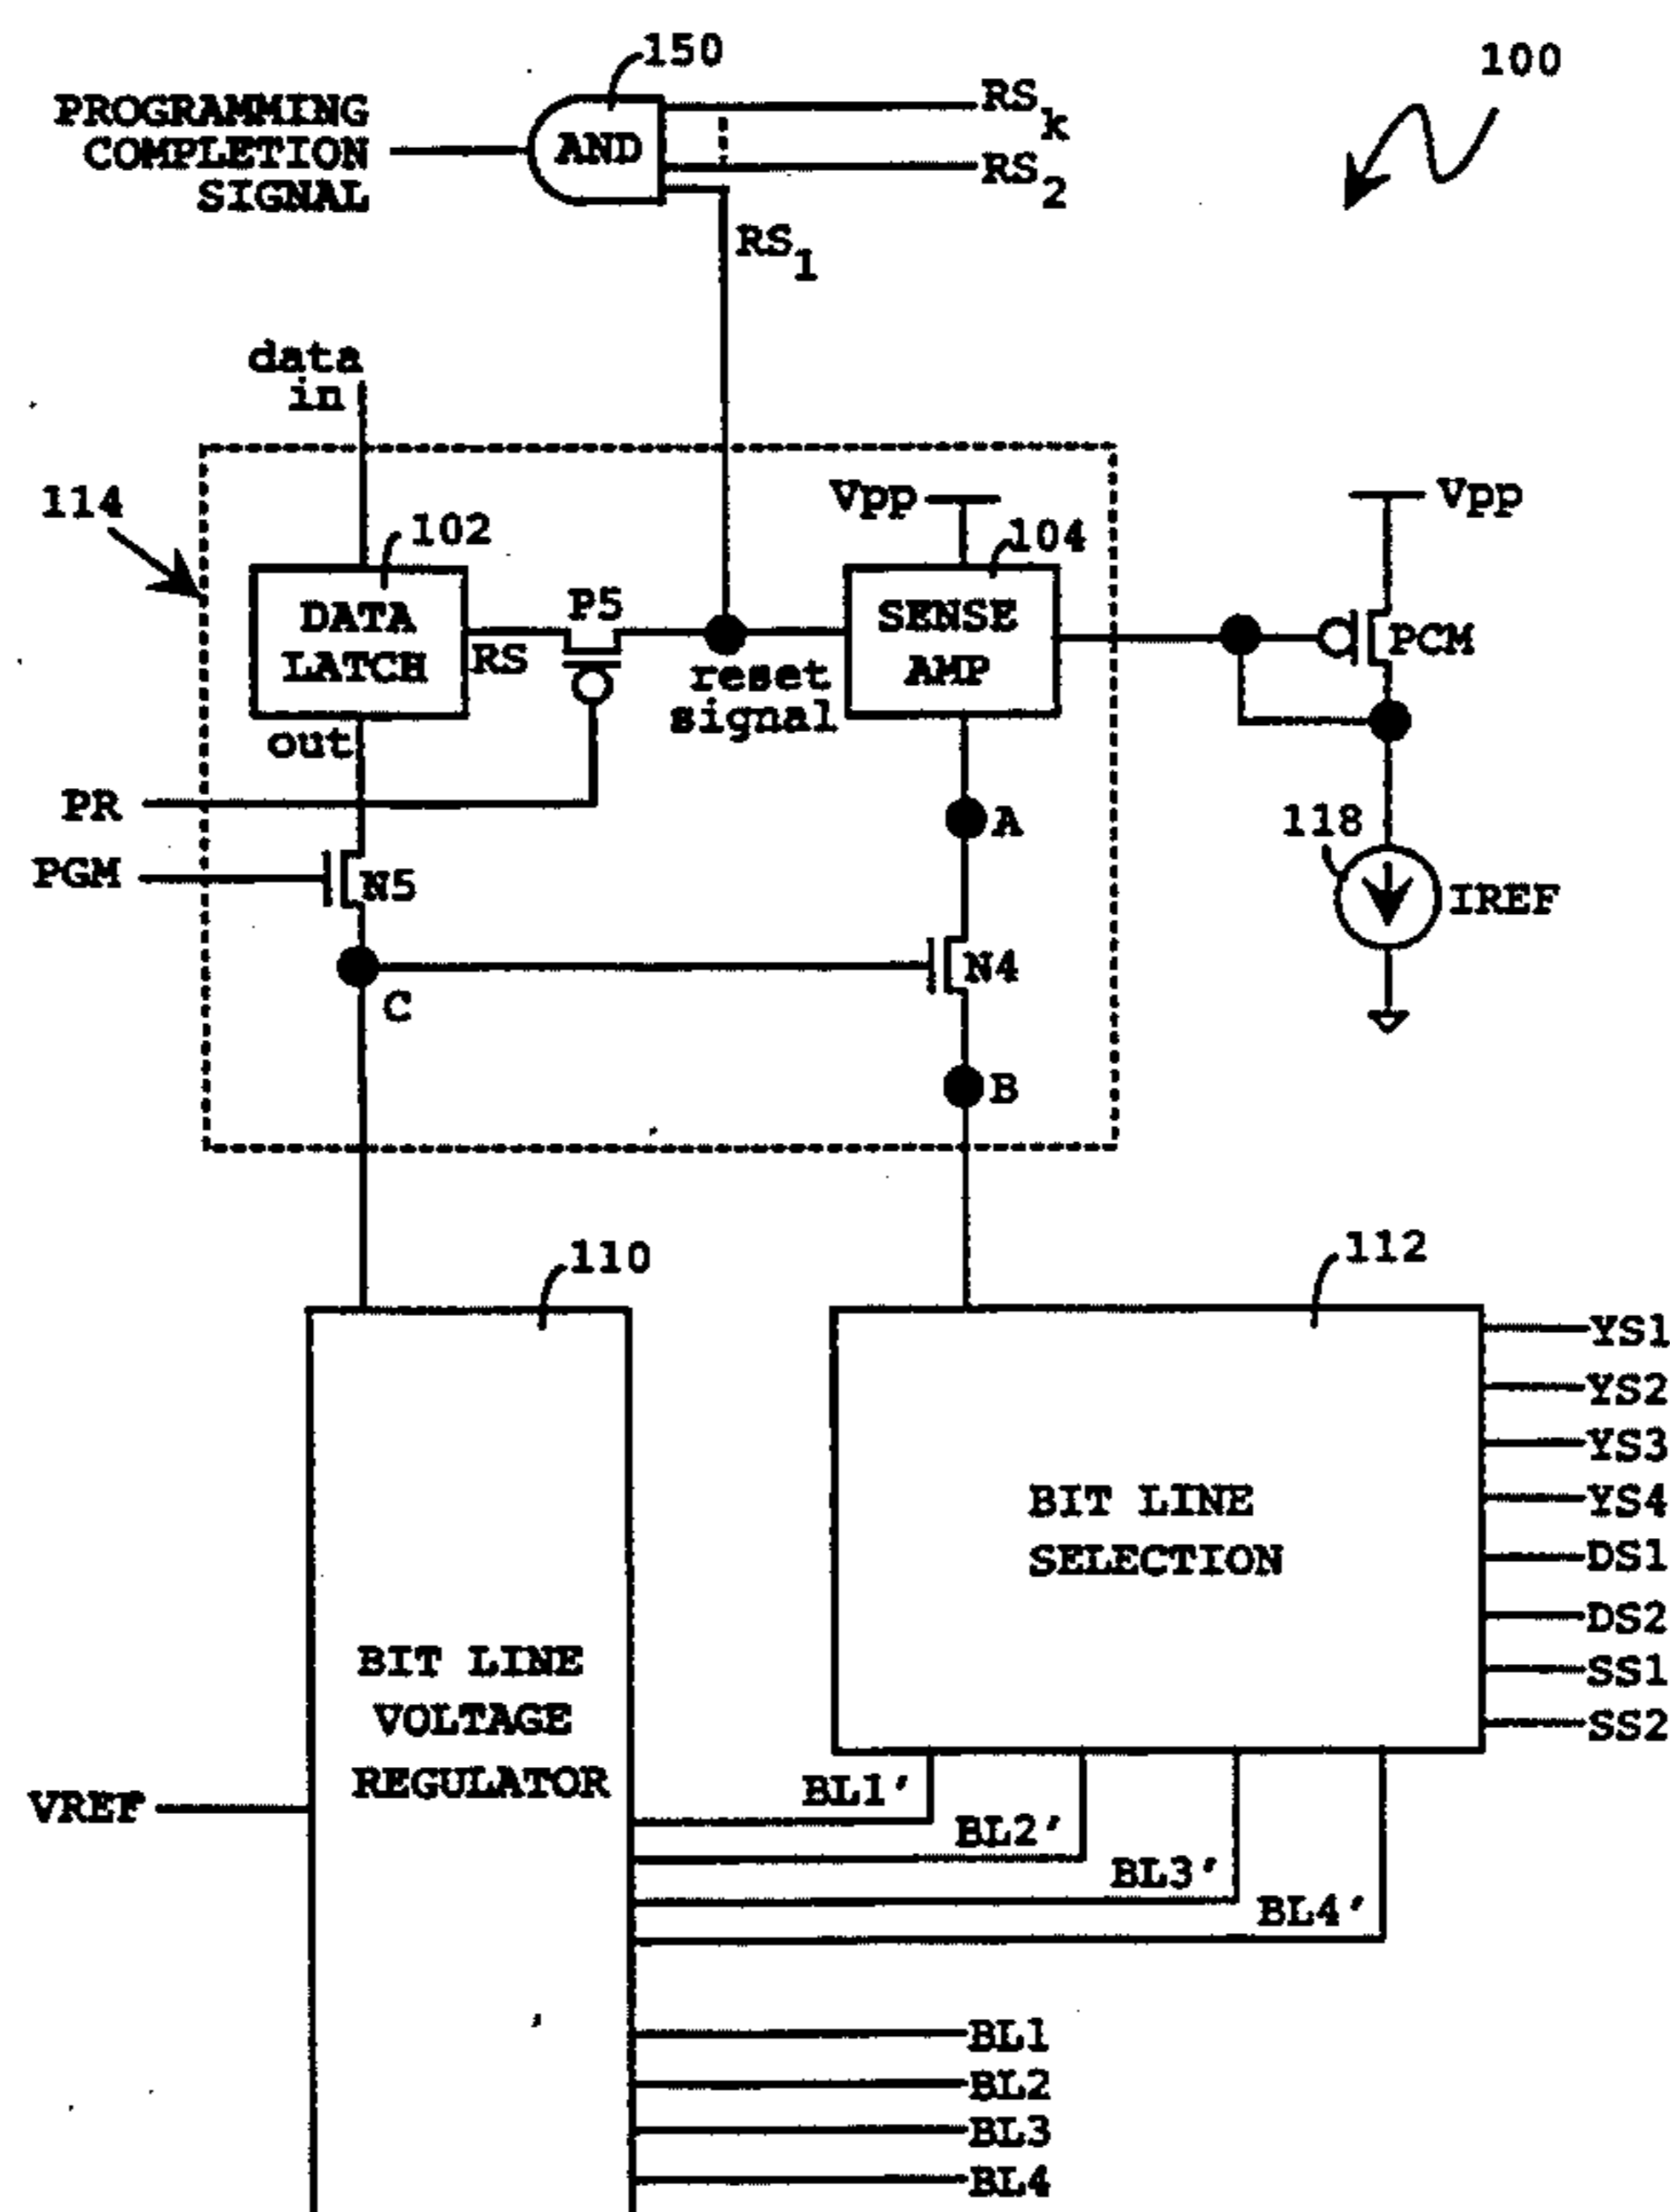 150
100
PROGRAMMING
COMPLETION
SIGNAL
AND
RSk
RS2
RS1
data
in
114
102
Vpp
104
Vpp
DATA
LATCH
RS
P5
reset
signal
SENSE
AMP
PCM
out
PR
PGM
N5
A
118
IREF
C
N4
B
110
112
YS1
YS2
YS3
YS4
DS1
DS2
SS1
SS2
BIT LINE
SELECTION
BIT LINE
VOLTAGE
REGULATOR
VREF
BL1'
BL2'
BL3'
BL4'
BL1
BL2
BL3
BL4